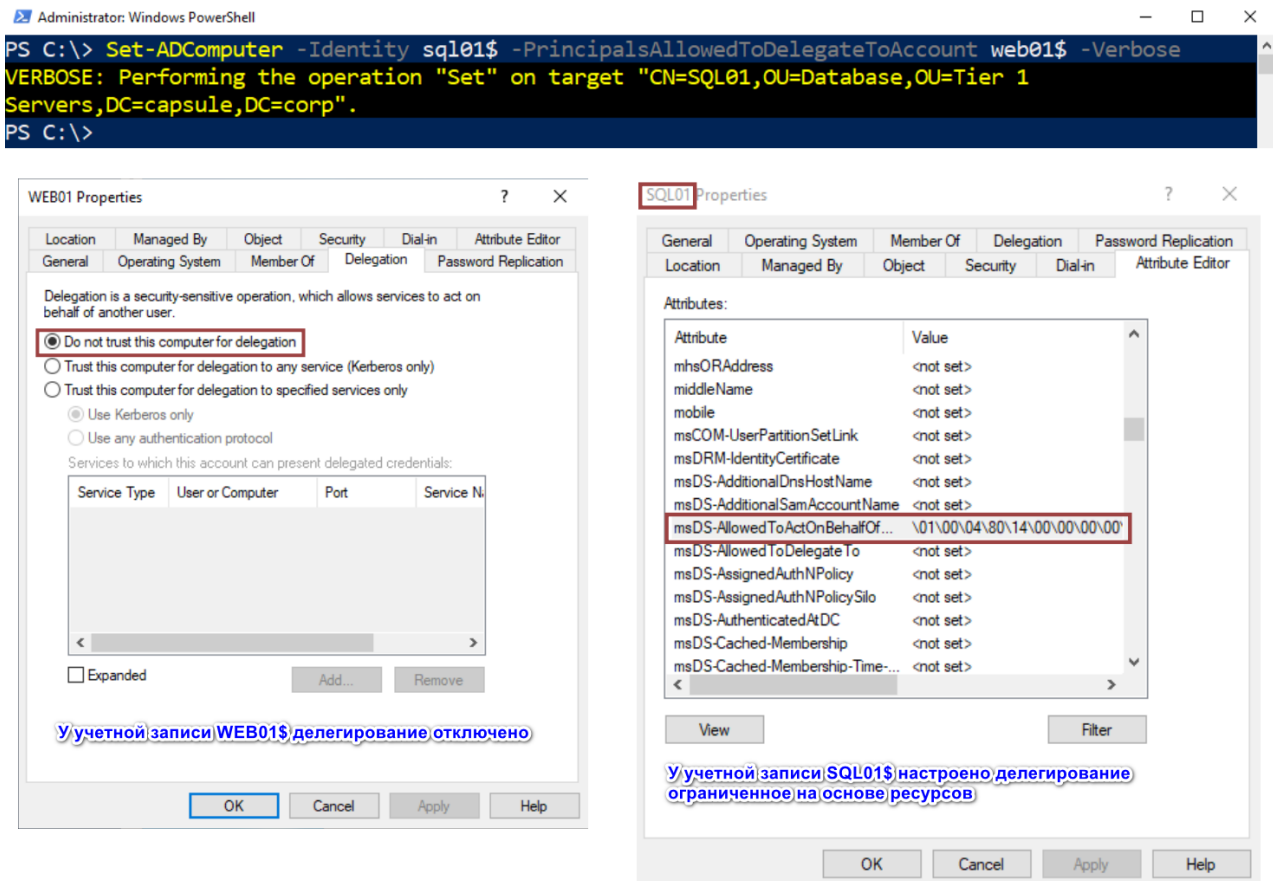 Administrator: Windows PowerShell
PS C:\> Set-ADComputer -Identity sql01$ -PrincipalsAllowedToDelegateToAccount web01$ -Verbose
VERBOSE: Performing the operation "Set" on target "CN=SQL01,OU=Database,OU=Tier 1
Servers,DC=capsule,DC=corp".
PS C:\>
WEB01 Properties
Location Managed By Object Security Dial-in Attribute Editor
General Operating System Member Of Delegation Password Replication
Delegation is a security-sensitive operation, which allows services to act on
behalf of another user.
Do not trust this computer for delegation
Trust this computer for delegation to any service (Kerberos only)
Trust this computer for delegation to specified services only
Use Kerberos only
Use any authentication protocol
Services to which this account can present delegated credentials:
Service Type User or Computer Port Service N
Expanded
Add... Remove
У учетной записи WEB01$ делегирование отключено
OK Cancel Apply Help
SQL01 Properties
General Operating System Member Of Delegation Password Replication
Location Managed By Object Security Dial-in Attribute Editor
Attributes:
Attribute Value
mhsORAddress <not set>
middleName <not set>
mobile <not set>
msCOM-UserPartitionSetLink <not set>
msDRM-IdentityCertificate <not set>
msDS-AdditionalDnsHostName <not set>
msDS-AdditionalSamAccountName <not set>
msDS-AllowedToActOnBehalfOf... \01\00\04\80\14\00\00\00\00\
msDS-AllowedToDelegateTo <not set>
msDS-AssignedAuthNPolicy <not set>
msDS-AssignedAuthNPolicySilo <not set>
msDS-AuthenticatedAtDC <not set>
msDS-Cached-Membership <not set>
msDS-Cached-Membership-Time-... <not set>
View Filter
У учетной записи SQL01$ настроено делегирование
ограниченное на основе ресурсов
OK Cancel Apply Help